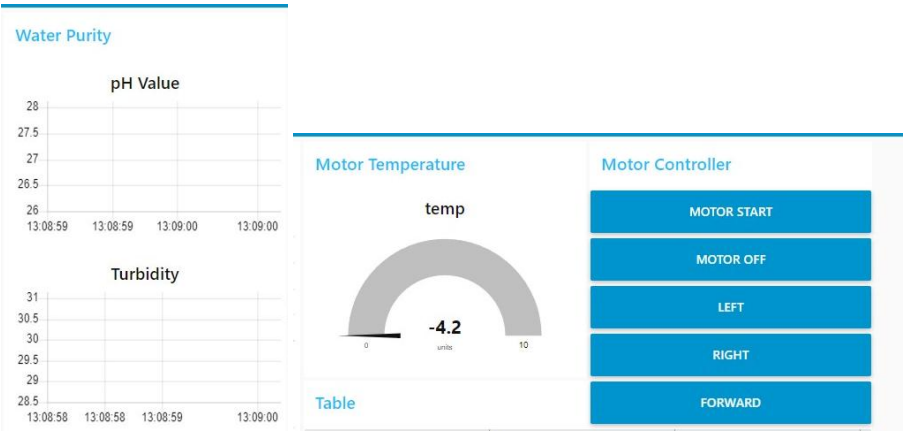 Water Purity
pH Value
28
27.5
27
26.5
26
13:08:59 13:08:59 13:09:00 13:09:00
Turbidity
31
30.5
30
29.5
29
28.5
13:08:58 13:08:58 13:08:59 13:09:00
Motor Temperature
temp
-4.2
0 units 10
Table
Motor Controller
MOTOR START
MOTOR OFF
LEFT
RIGHT
FORWARD